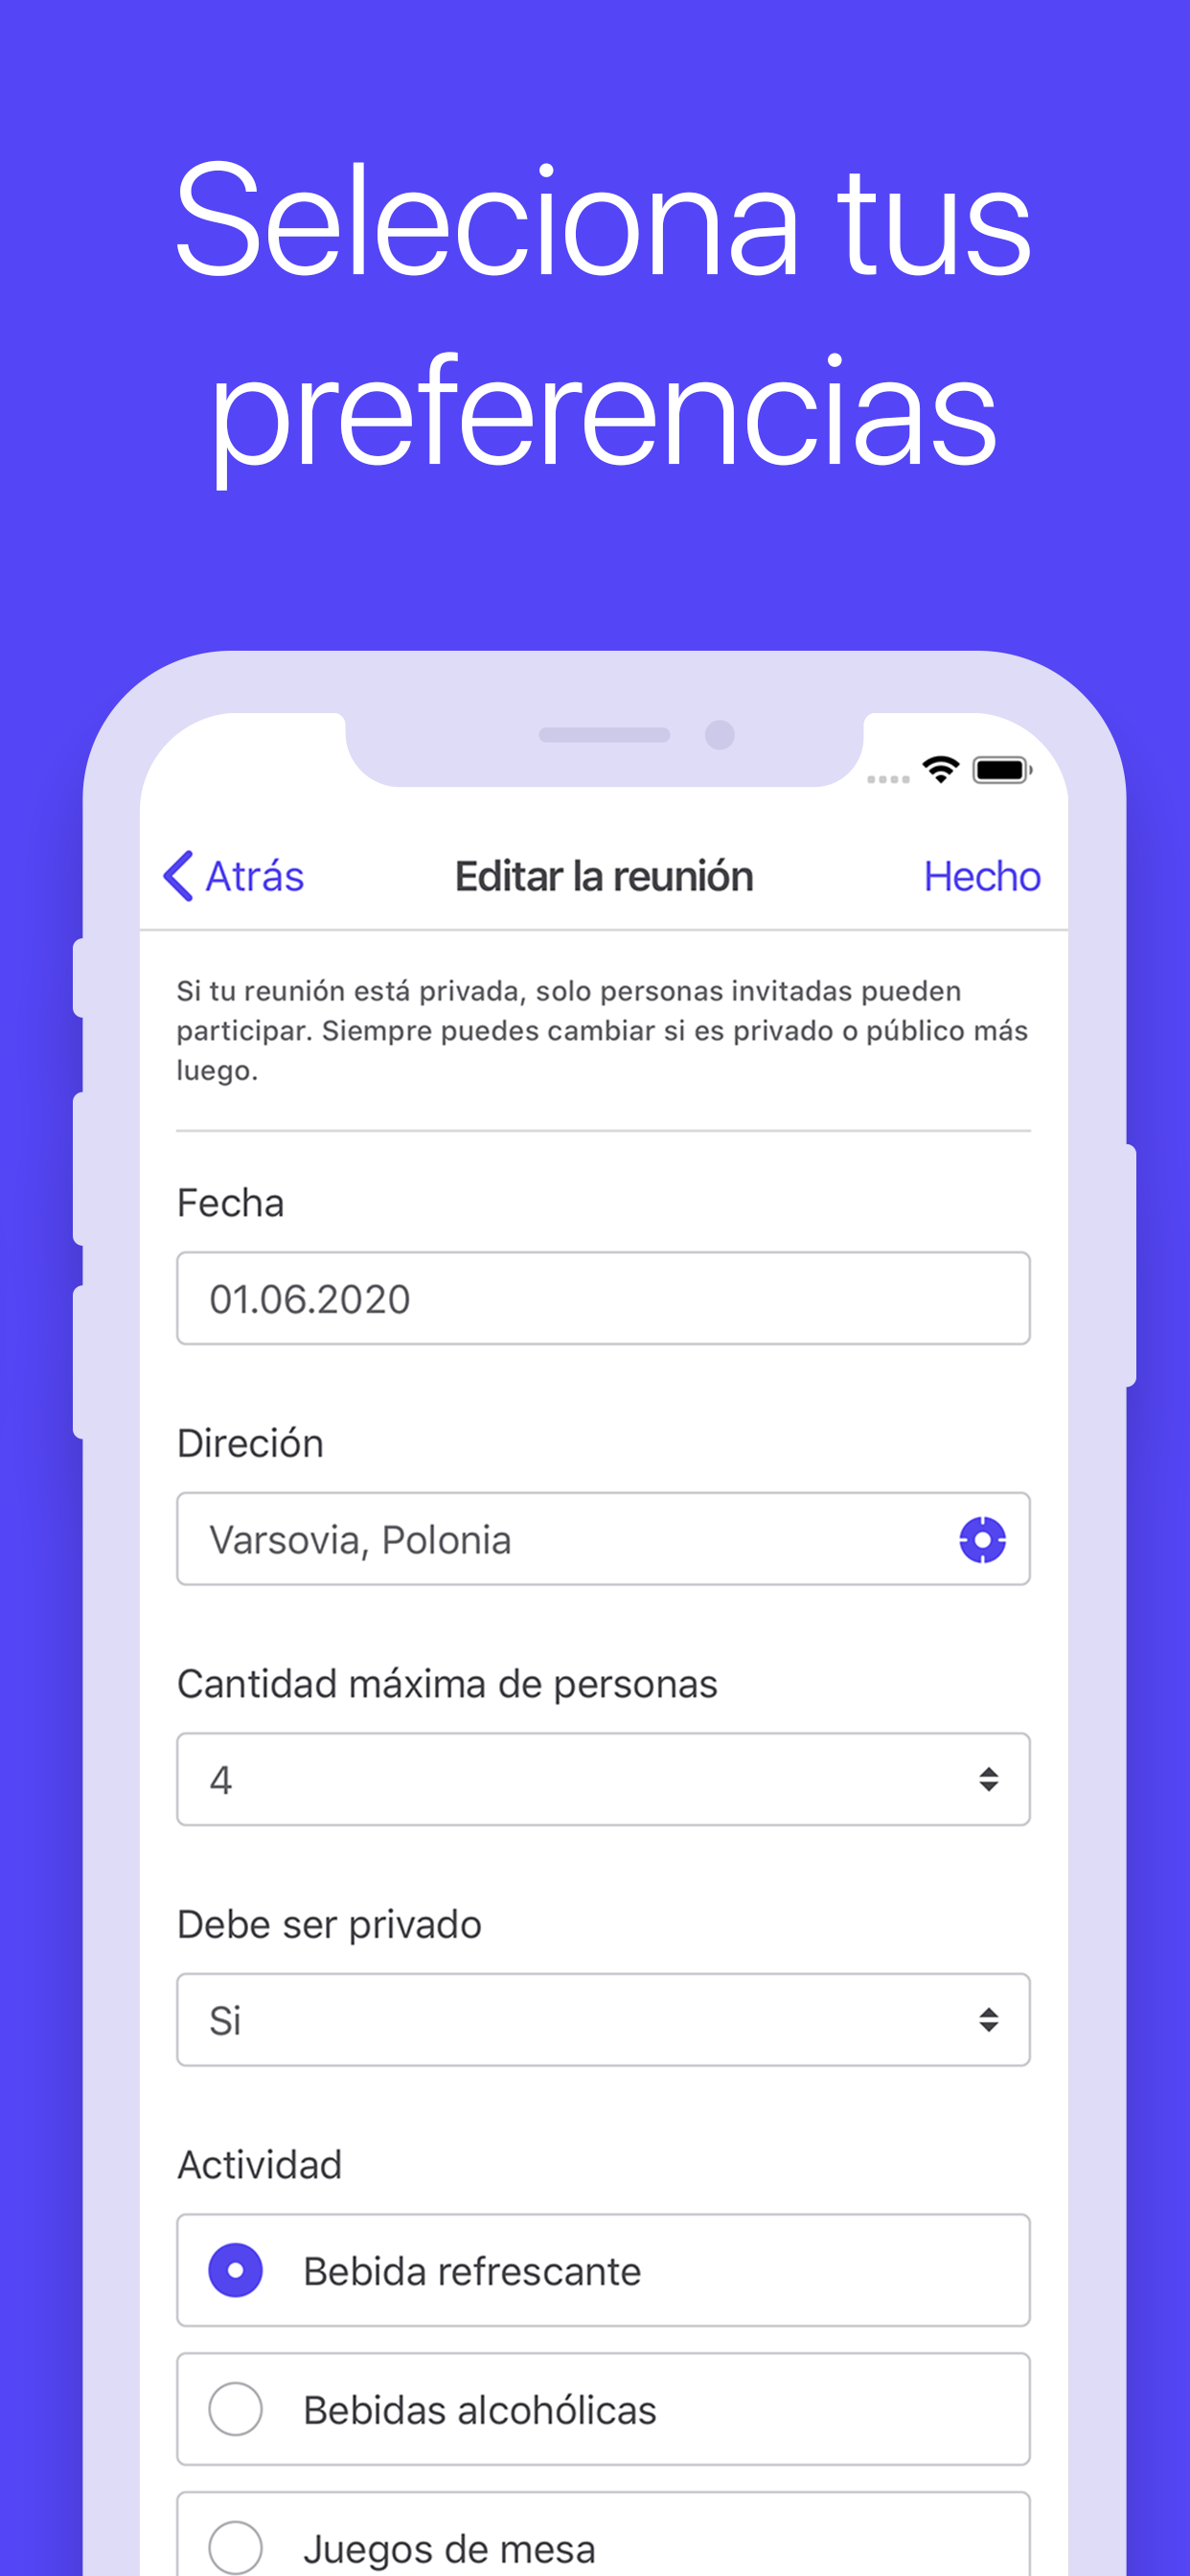 Seleciona tus
preferencias
Atrás
Editar la reunión
Hecho
Si tu reunión está privada, solo personas invitadas pueden
participar. Siempre puedes cambiar si es privado o público más
luego.
Fecha
01.06.2020
Direción
Varsovia, Polonia
Cantidad máxima de personas
4
Debe ser privado
Si
Actividad
Bebida refrescante
Bebidas alcohólicas
Juegos de mesa